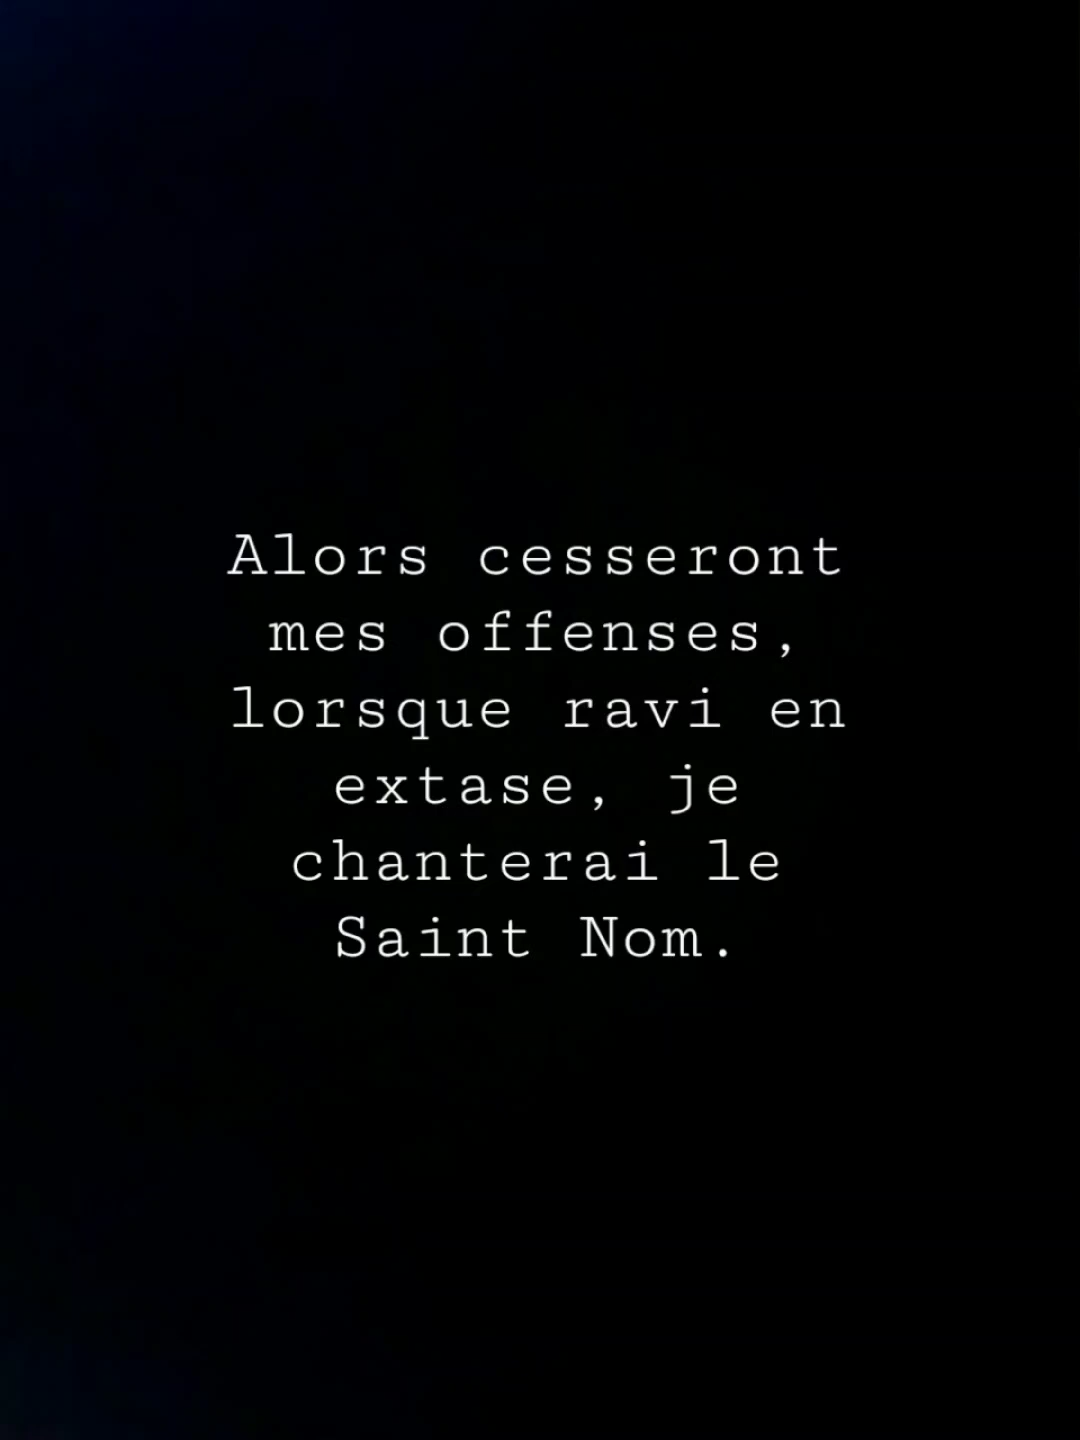 Alors cesseront
mes offenses,
lorsque ravi en
extase, je
chanterai le
Saint Nom.